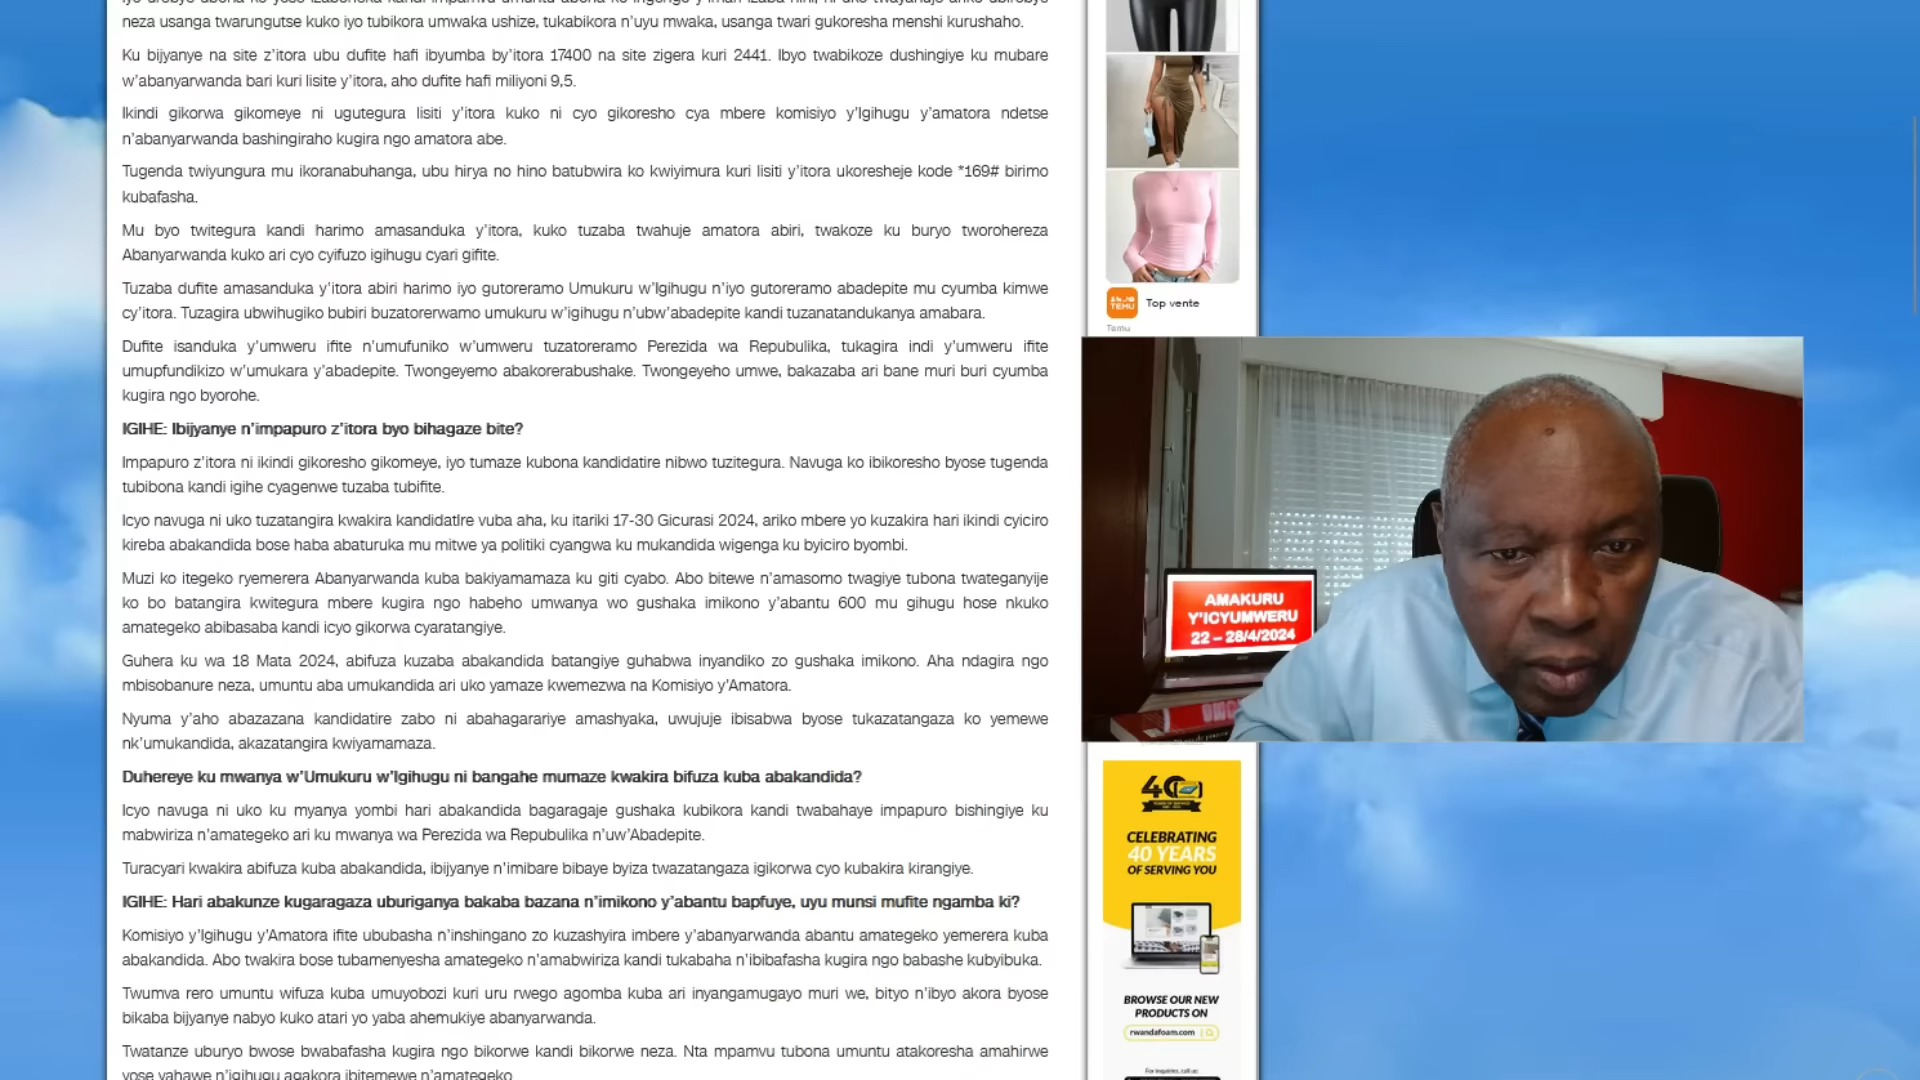 neza usanga twarungutse kuko iyo tubikora umwaka ushize, tukabikora n'uyu mwaka, usanga twari gukoresha menshi kurushaho.
Ku bijyanye na site z'itora ubu dufite hafi ibyumba by'itora 17400 na site zigera kuri 2441. Ibyo twabikoze dushingiye ku mubare
w'abanyarwanda bari kuri lisite y'itora, aho dufite hafi miliyoni 9,5.
Ikindi gikorwa gikomeye ni ugutegura lisiti y'itora kuko ni cyo gikoresho cya mbere komisiyo y'Igihugu y'amatora ndetse
n'abanyarwanda bashingiraho kugira ngo amatora abe.
Tugenda twiyungura mu ikoranabuhanga, ubu hirya no hino batubwira ko kwiyimura kuri lisiti y'itora ukoresheje kode *169# birimo
kubafasha.
Mu byo twitegura kandi harimo amasanduka y'itora, kuko tuzaba twahuje amatora abiri, twakoze ku buryo tworohereza
Abanyarwanda kuko ari cyo cyifuzo igihugu cyari gifite.
Tuzaba dufite amasanduka y'itora abiri harimo iyo gutoreramo Umukuru w'Igihugu n'iyo gutoreramo abadepite mu cyumba kimwe
cy'itora. Tuzagira ubwihugiko bubiri buzatorerwamo umukuru w'igihugu n'ubw'abadepite kandi tuzanatandukanya amabara.
Dufite isanduka y'umweru ifite n'umufuniko w'umweru tuzatoreramo Perezida wa Repubulika, tukagira indi y'umweru ifite
umupfundikizo w'umukara y'abadepite. Twongeyemo abakorerabushake. Twongeyeho umwe, bakazaba ari bane muri buri cyumba
kugira ngo byorohe.
IGIHE: Ibijyanye n'impapuro z'itora byo bihagaze bite?
Impapuro z'itora ni ikindi gikoresho gikomeye, iyo tumaze kubona kandidatire nibwo tuzitegura. Navuga ko ibikoresho byose tugenda
tubibona kandi igihe cyagenwe tuzaba tubifite.
Icyo navuga ni uko tuzatangira kwakira kandidatIre vuba aha, ku itariki 17-30 Gicurasi 2024, ariko mbere yo kuzakira hari ikindi cyiciro
kireba abakandida bose haba abaturuka mu mitwe ya politiki cyangwa ku mukandida wigenga ku byiciro byombi.
Muzi ko itegeko ryemerera Abanyarwanda kuba bakiyamamaza ku giti cyabo. Abo bitewe n'amasomo twagiye tubona twateganyije
ko bo batangira kwitegura mbere kugira ngo habeho umwanya wo gushaka imikono y'abantu 600 mu gihugu hose nkuko
amategeko abibasaba kandi icyo gikorwa cyaratangiye.
Guhera ku wa 18 Mata 2024, abifuza kuzaba abakandida batangiye guhabwa inyandiko zo gushaka imikono. Aha ndagira ngo
mbisobanure neza, umuntu aba umukandida ari uko yamaze kwemezwa na Komisiyo y'Amatora.
Nyuma y'aho abazazana kandidatire zabo ni abahagarariye amashyaka, uwujuje ibisabwa byose tukazatangaza ko yemewe
nk'umukandida, akazatangira kwiyamamaza.
Duhereye ku mwanya w'Umukuru w'Igihugu ni bangahe mumaze kwakira bifuza kuba abakandida?
Icyo navuga ni uko ku myanya yombi hari abakandida bagaragaje gushaka kubikora kandi twabahaye impapuro bishingiye ku
mabwiriza n'amategeko ari ku mwanya wa Perezida wa Repubulika n'uw'Abadepite.
Turacyari kwakira abifuza kuba abakandida, ibijyanye n'imibare bibaye byiza twazatangaza igikorwa cyo kubakira kirangiye.
IGIHE: Hari abakunze kugaragaza uburiganya bakaba bazana n'imikono y'abantu bapfuye, uyu munsi mufite ngamba ki?
Komisiyo y'Igihugu y'Amatora ifite ububasha n'inshingano zo kuzashyira imbere y'abanyarwanda abantu amategeko yemerera kuba
abakandida. Abo twakira bose tubamenyesha amategeko n'amabwiriza kandi tukabaha n'ibibafasha kugira ngo babashe kubyibuka.
Twumva rero umuntu wifuza kuba umuyobozi kuri uru rwego agomba kuba ari inyangamugayo muri we, bityo n'ibyo akora byose
bikaba bijyanye nabyo kuko atari yo yaba ahemukiye abanyarwanda.
Twatanze uburyo bwose bwabafasha kugira ngo bikorwe kandi bikorwe neza. Nta mpamvu tubona umuntu atakoresha amahirwe
yose yahawe n'igihugu agakora ibitemewe n'amategeko
TEMU
Top vente
Temu
AMAKURU
Y'ICYUMWERU
22 – 28/4/2024
40
CELEBRATING
40 YEARS
OF SERVING YOU
BROWSE OUR NEW
PRODUCTS ON
rwandafoam.com
For inquiries, call us: